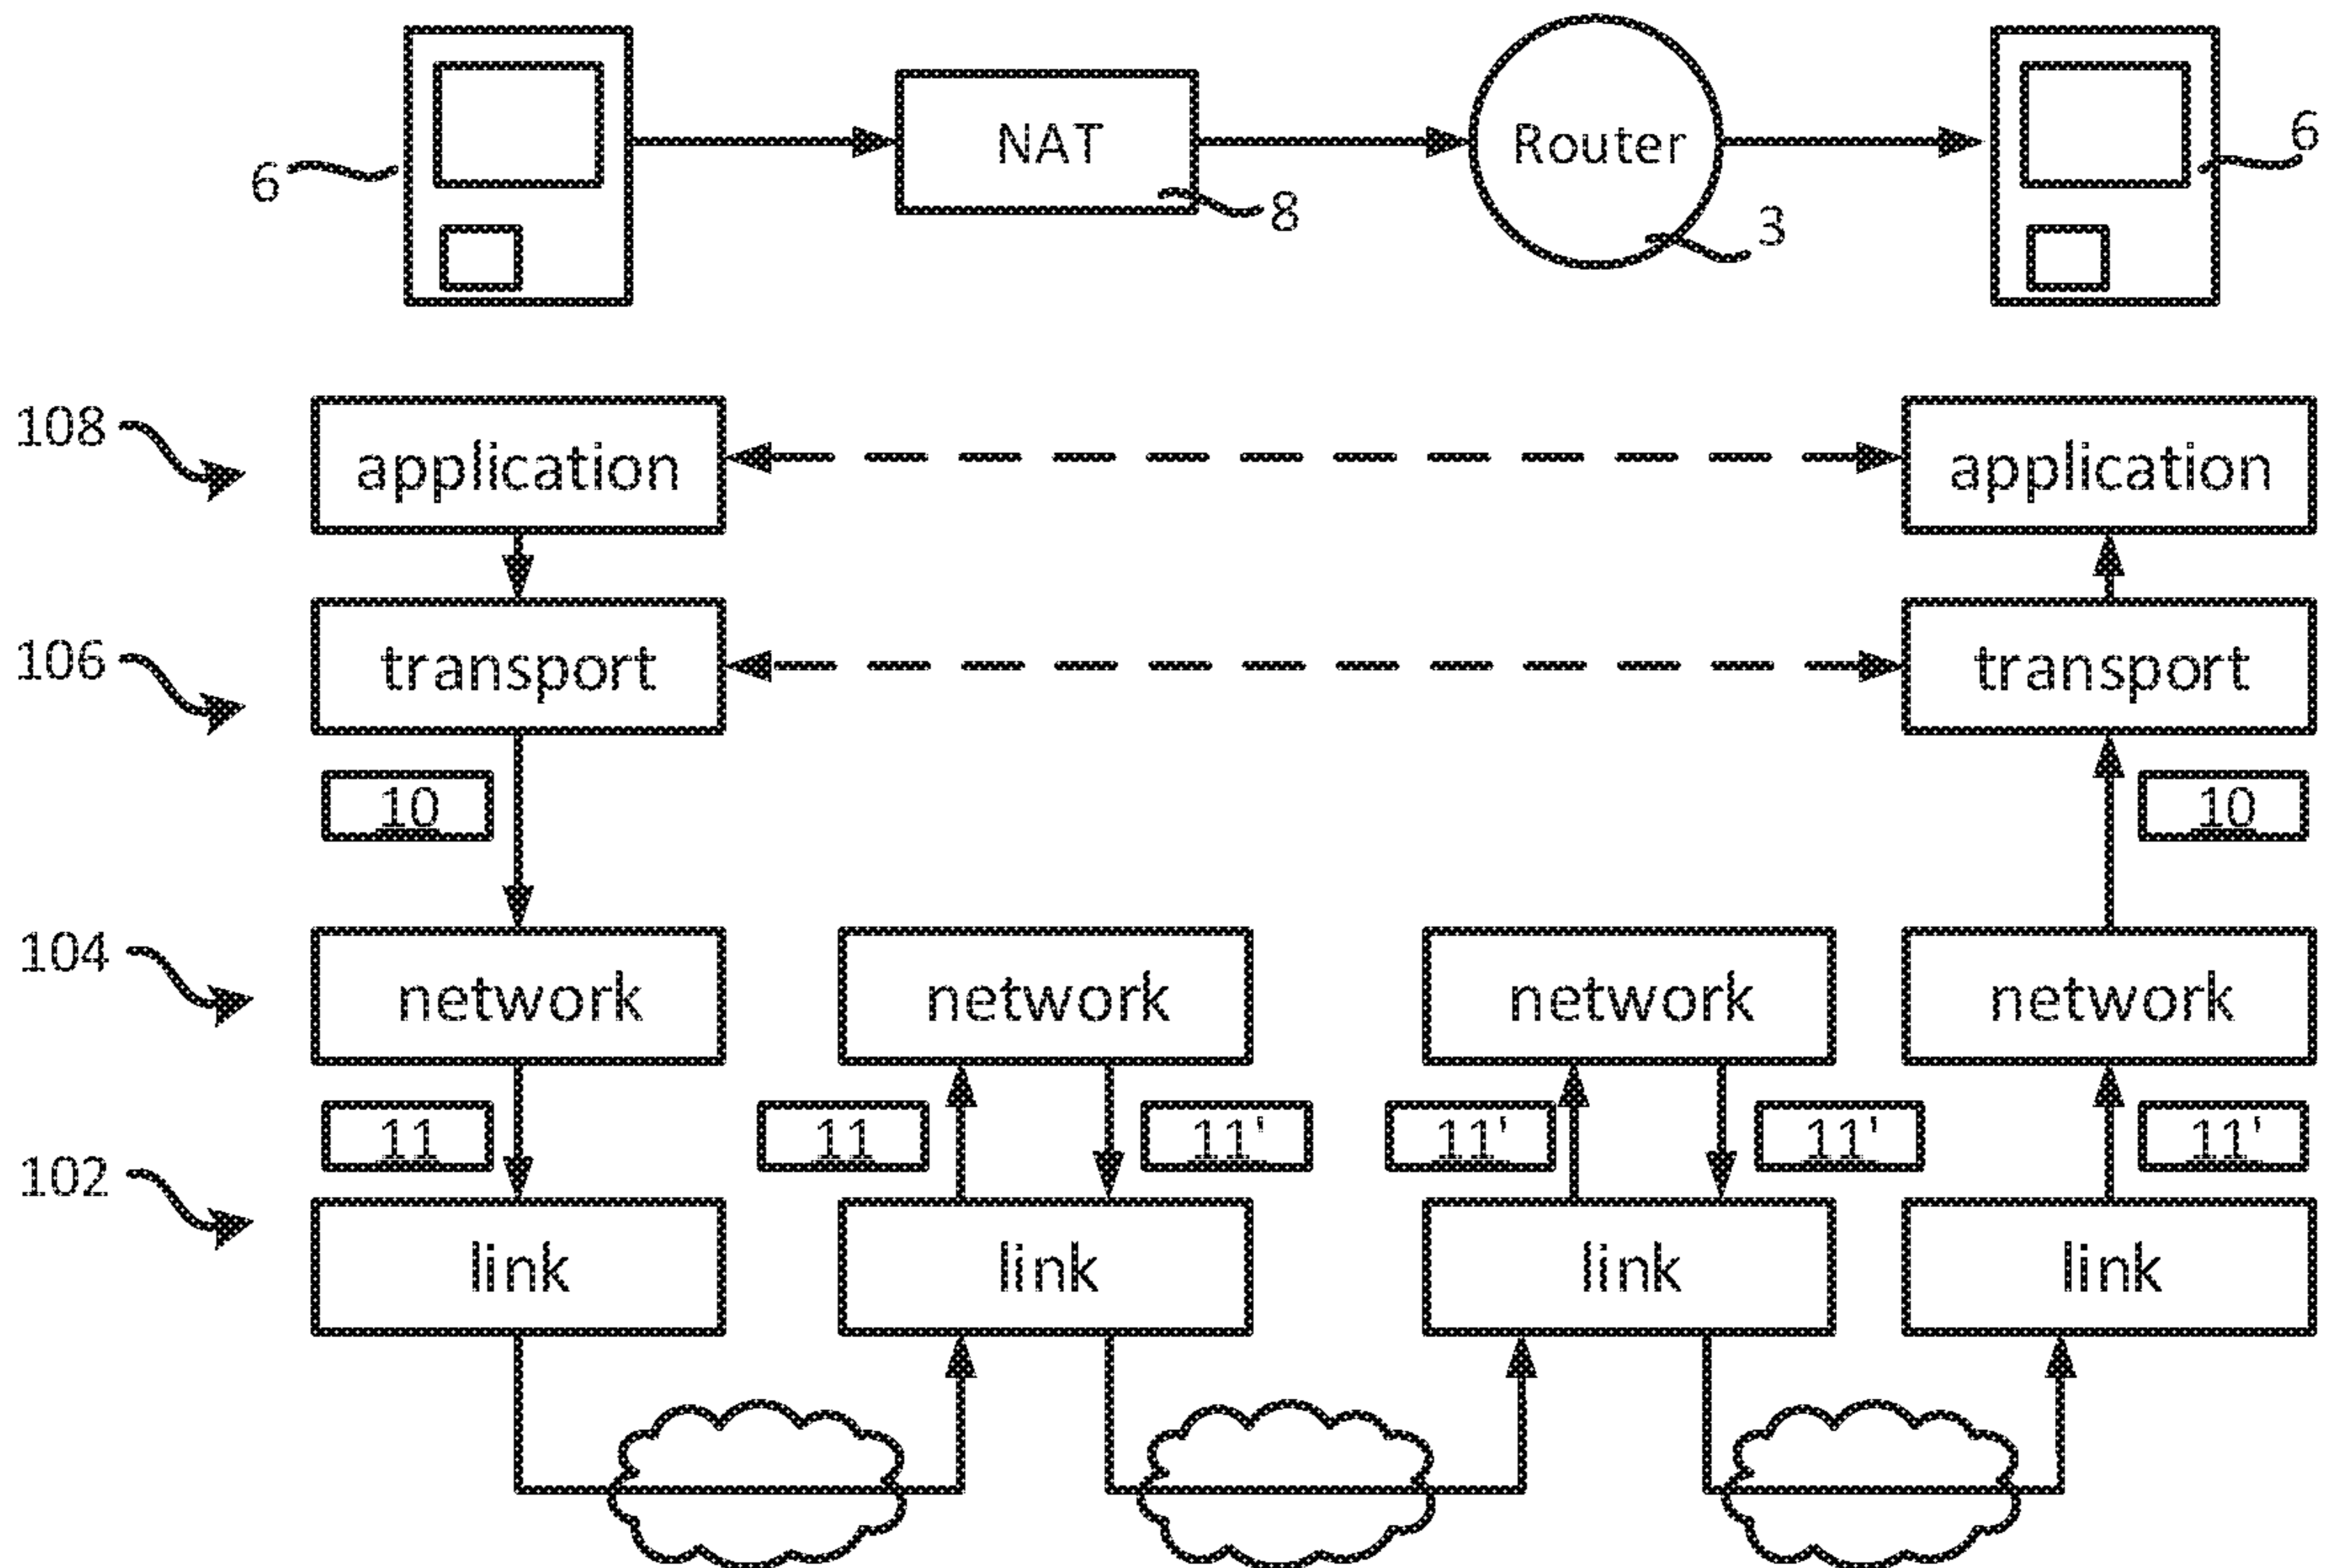 NAT
Router
6
6
8
3
108
application
application
106
transport
transport
10
10
104
network
network
network
network
11
11
11'
11'
11'
11'
102
link
link
link
link